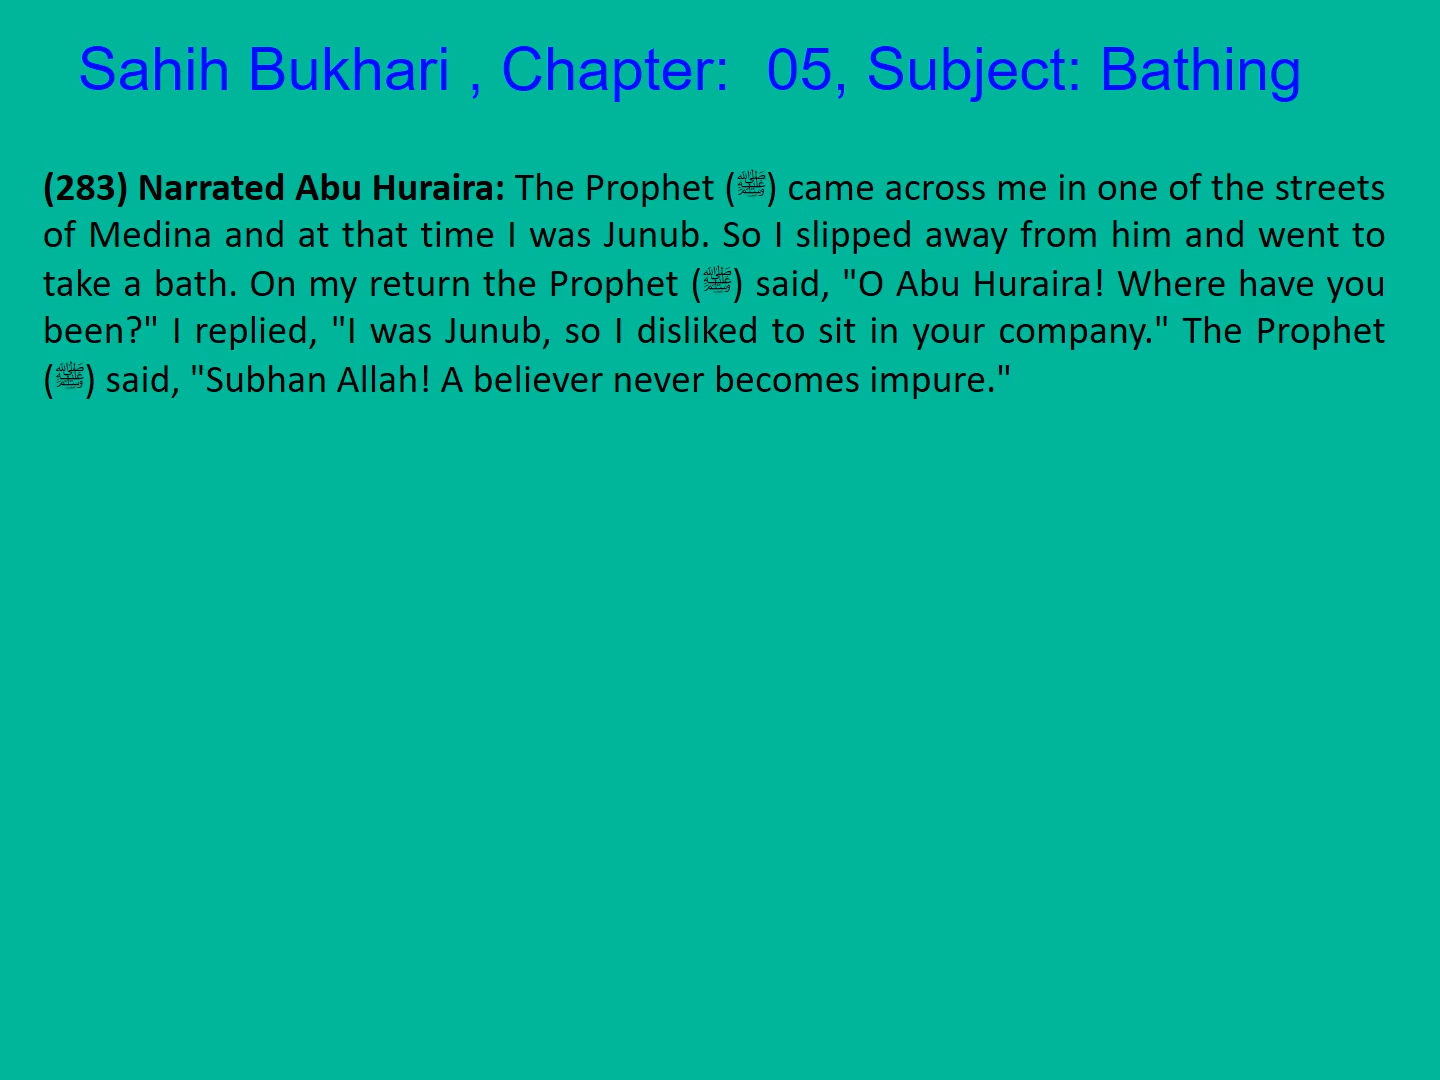 Sahih Bukhari , Chapter:  05, Subject: Bathing
(283) Narrated Abu Huraira: The Prophet (ﷺ) came across me in one of the streets
of Medina and at that time I was Junub. So I slipped away from him and went to
take a bath. On my return the Prophet (ﷺ) said, "O Abu Huraira! Where have you
been?" I replied, "I was Junub, so I disliked to sit in your company." The Prophet
(ﷺ) said, "Subhan Allah! A believer never becomes impure."